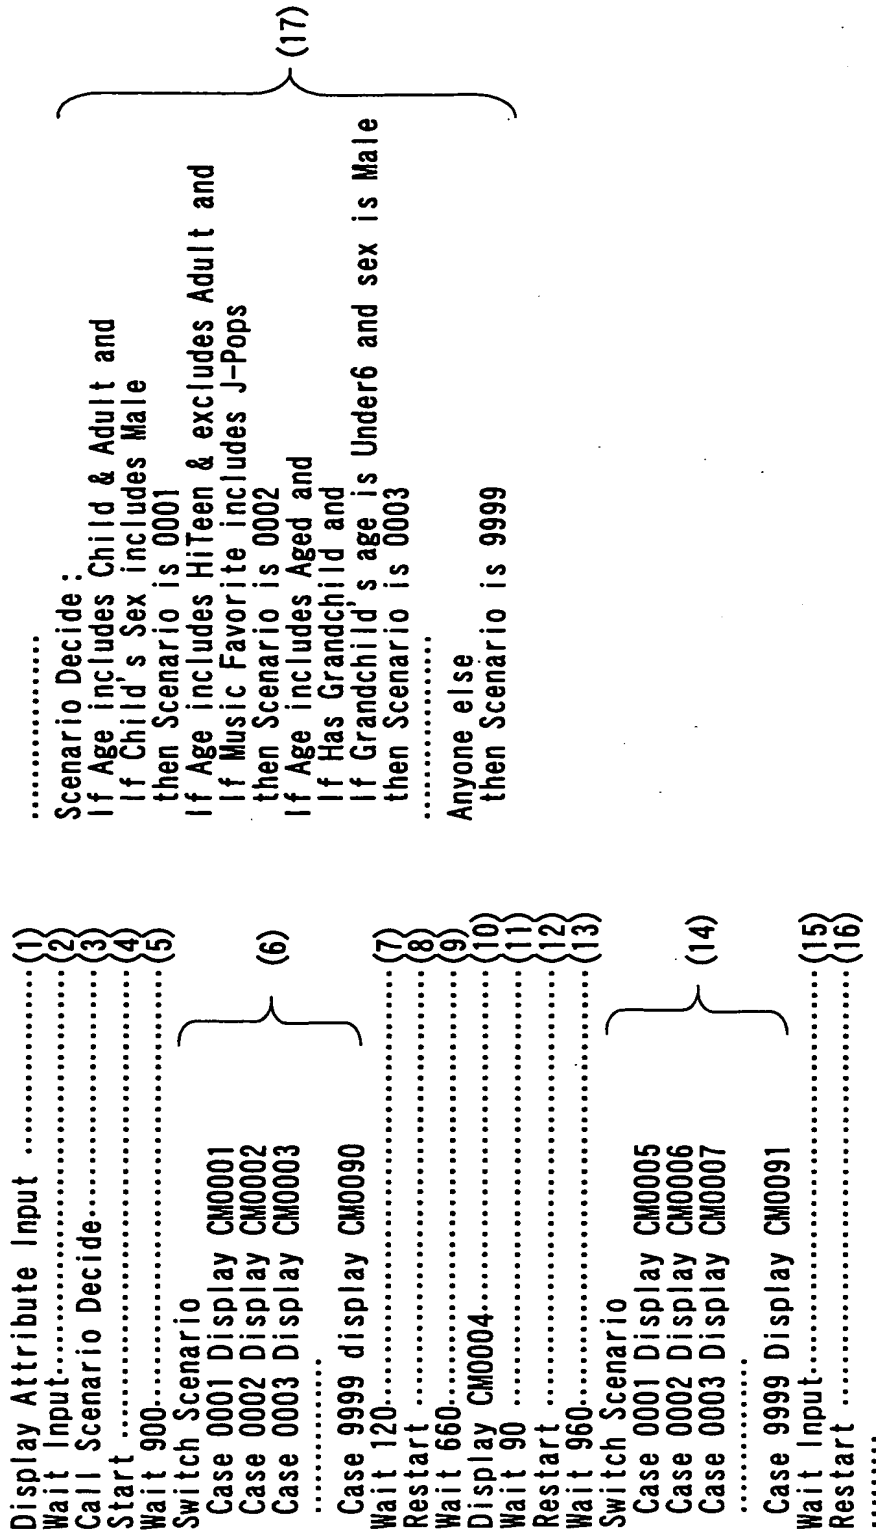 Display Attribute Input ..................(1)
Wait Input..................(2)
Call Scenario Decide..................(3)
Start ..................(4)
Wait 900..................(5)
Switch Scenario
Case 0001 Display CM0001
Case 0002 Display CM0002
Case 0003 Display CM0003
..................
Case 9999 display CM0090
(6)
Wait 120..................(7)
Restart ..................(8)
Wait 660..................(9)
Display CM0004..................(10)
Wait 90 ..................(11)
Restart ..................(12)
Wait 960..................(13)
Switch Scenario
Case 0001 Display CM0005
Case 0002 Display CM0006
Case 0003 Display CM0007
..................
Case 9999 Display CM0091
(14)
Wait Input..................(15)
Restart ..................(16)
..........
..................
Scenario Decide:
If Age includes Child & Adult and
If Child's Sex includes Male
then Scenario is 0001
If Age includes HiTeen & excludes Adult and
If Music Favorite includes J-Pops
then Scenario is 0002
If Age includes Aged and
If Has Grandchild and
If Grandchild's age is Under6 and sex is Male
then Scenario is 0003
..................
Anyone else
then Scenario is 9999
(17)